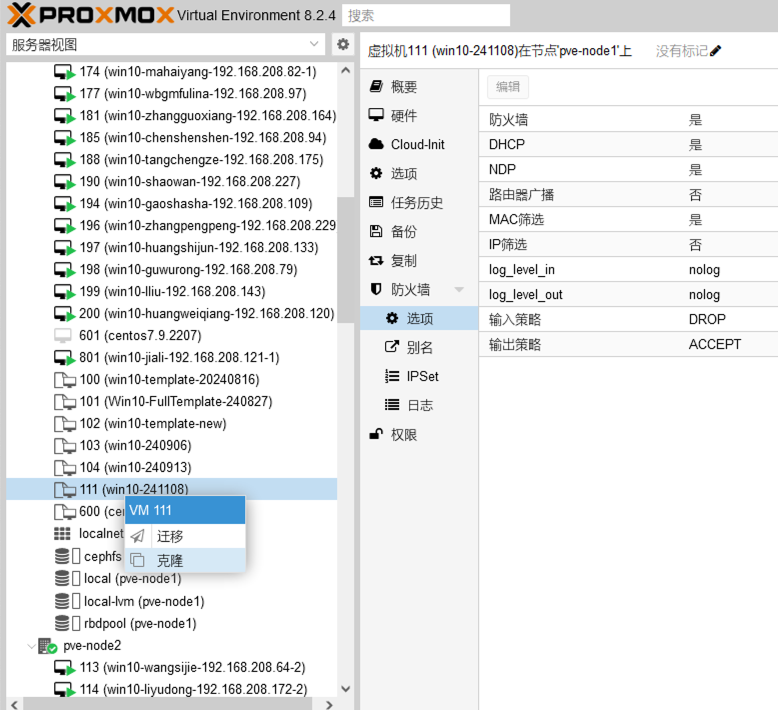 PROXMOX Virtual Environment 8.2.4 搜索
服务器视图
174 (win10-mahaiyang-192.168.208.82-1)
177 (win10-wbgmfulina-192.168.208.97)
181 (win10-zhangguoxiang-192.168.208.164)
185 (win10-chenshenshen-192.168.208.94)
188 (win10-tangchengze-192.168.208.175)
190 (win10-shaowan-192.168.208.227)
194 (win10-gaoshasha-192.168.208.109)
196 (win10-zhangpengpeng-192.168.208.229
197 (win10-huangshijun-192.168.208.133)
198 (win10-guwurong-192.168.208.79)
199 (win10-lliu-192.168.208.143)
200 (win10-huangweiqiang-192.168.208.120)
601 (centos7.9.2207)
801 (win10-jiali-192.168.208.121-1)
100 (win10-template-20240816)
101 (Win10-FullTemplate-240827)
102 (win10-template-new)
103 (win10-240906)
104 (win10-240913)
111 (win10-241108)
600 (cen
localnet
cephfs
local (pve-node1)
local-lvm (pve-node1)
rbdpool (pve-node1)
pve-node2
113 (win10-wangsijie-192.168.208.64-2)
114 (win10-liyudong-192.168.208.172-2)
VM 111
迁移
克隆
虚拟机111 (win10-241108)在节点'pve-node1'上 没有标记
概要
硬件
Cloud-Init
选项
任务历史
备份
复制
防火墙
选项
别名
IPSet
日志
权限
编辑
防火墙 是
DHCP 是
NDP 是
路由器广播 否
MAC筛选 是
IP筛选 否
log_level_in nolog
log_level_out nolog
输入策略 DROP
输出策略 ACCEPT